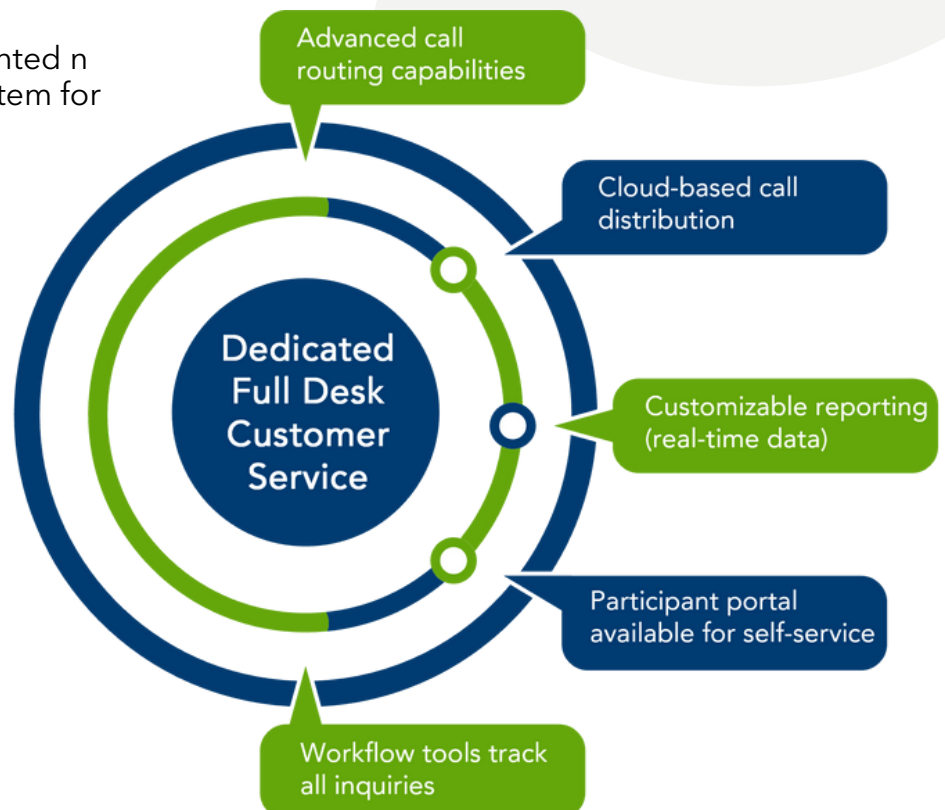 nted n
tem for
Advanced call
routing capabilities
Cloud-based call
distribution
Dedicated
Full Desk
Customer
Service
Customizable reporting
(real-time data)
Participant portal
available for self-service
Workflow tools track
all inquiries